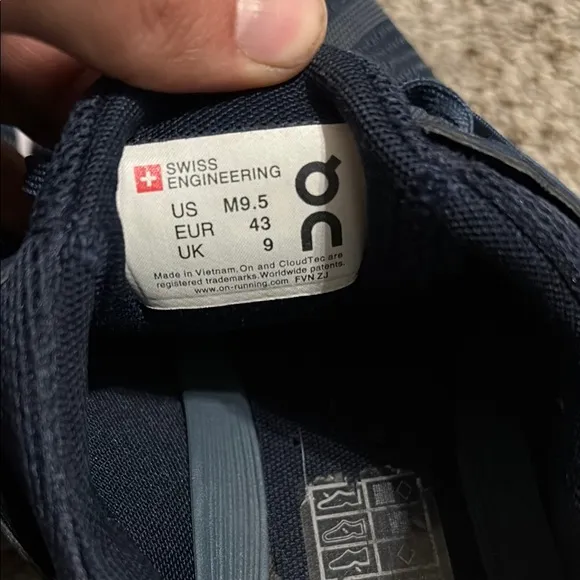 SWISS
ENGINEERING
US M9.5
EUR 43
UK 9
Made in Vietnam. On and CloudTec are
registered trademarks. Worldwide patents.
www.on-running.com FVN ZJ
On